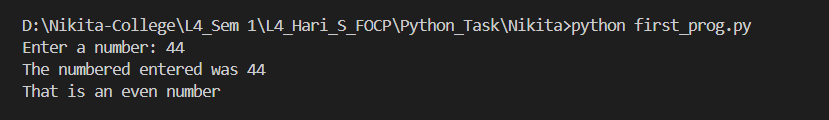 D:\Nikita-College\L4_Sem 1\L4_Hari_S_FOCP\Python_Task\Nikita>python first_prog.py
Enter a number: 44
The numbered entered was 44
That is an even number